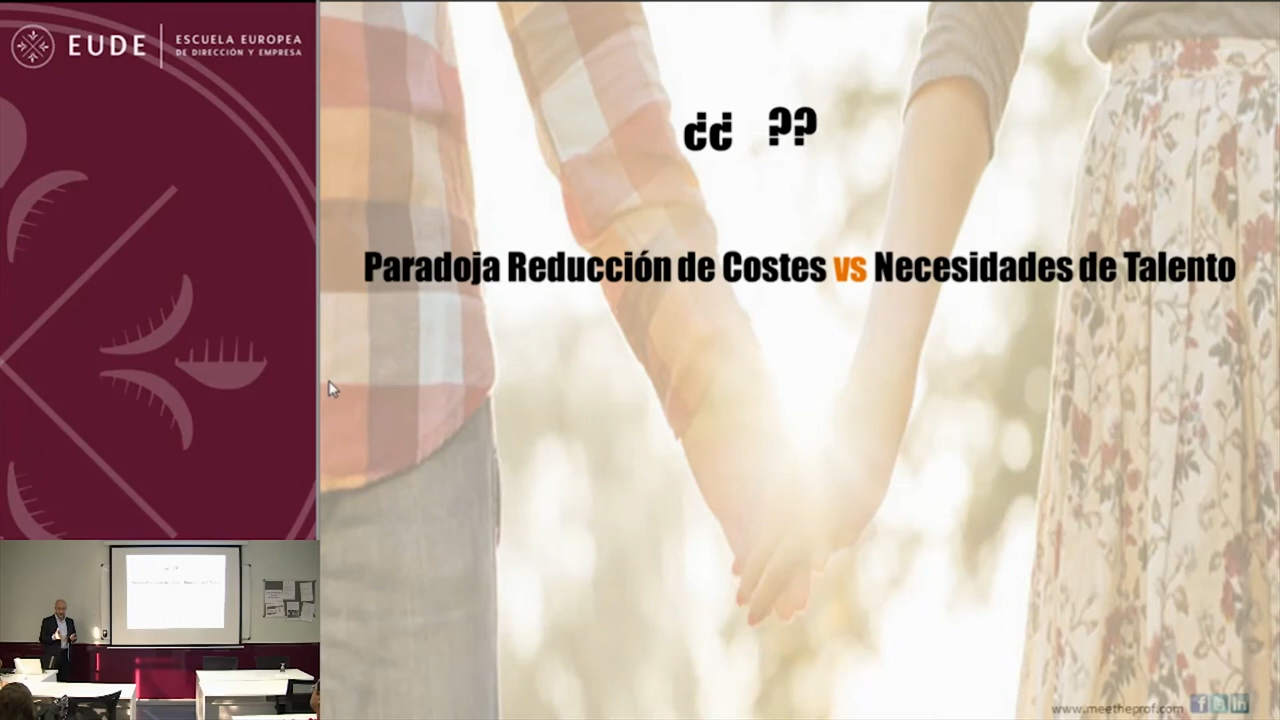 EUDE
ESCUELA EUROPEA
DE DIRECCIÓN Y EMPRESA
¿¿ ??
Paradoja Reducción de Costes vs Necesidades de Talento
www.meetheprof.com